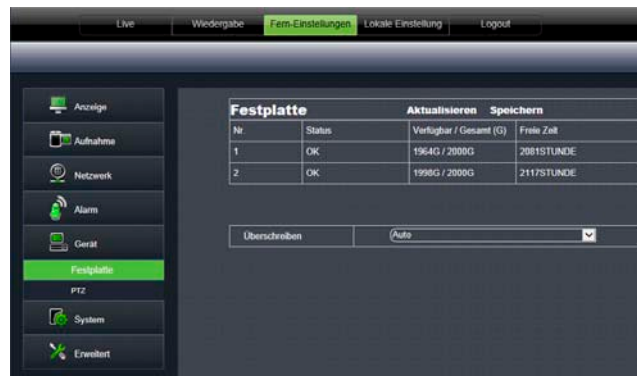 Live Wiedergabe Fern-Einstellungen Lokale Einstellung Logout
Anzeige
Aufnahme
Netzwerk
Alarm
Gerät
Festplatte
PTZ
System
Erweitert
Festplatte Aktualisieren Speichern
Nr. Status Verfügbar / Gesamt (G) Freie Zeit
1 OK 1964G / 2000G 2081STUNDE
2 OK 1998G / 2000G 2117STUNDE
Überschreiben Auto